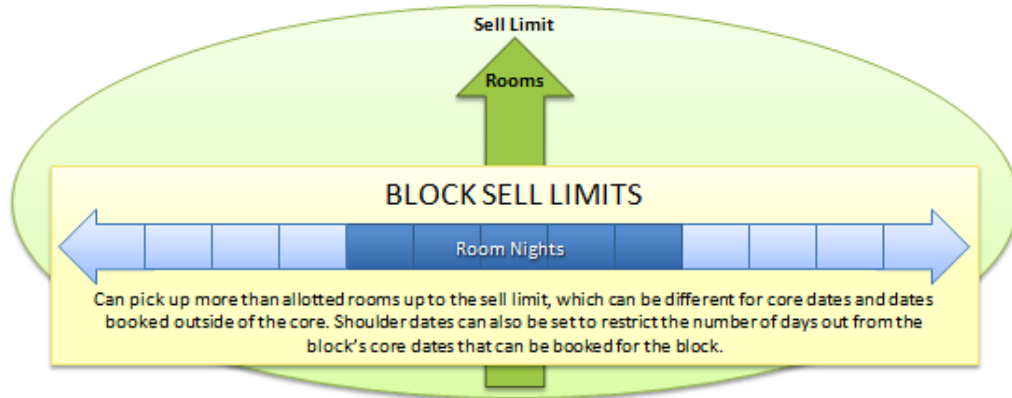 Sell Limit
Rooms
BLOCK SELL LIMITS
Room Nights
Can pick up more than allotted rooms up to the sell limit, which can be different for core dates and dates
booked outside of the core. Shoulder dates can also be set to restrict the number of days out from the
block's core dates that can be booked for the block.